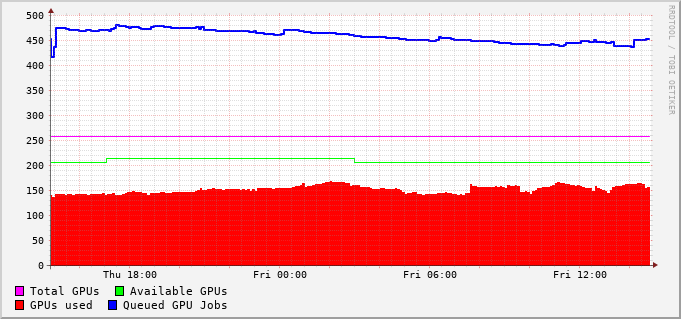 500
450
400
350
300
250
200
150
100
50
0
Thu 18:00 Fri 00:00 Fri 06:00 Fri 12:00
Total GPUs Available GPUs
GPUs used Queued GPU Jobs
RRDTOOL / TOBI OETIKER